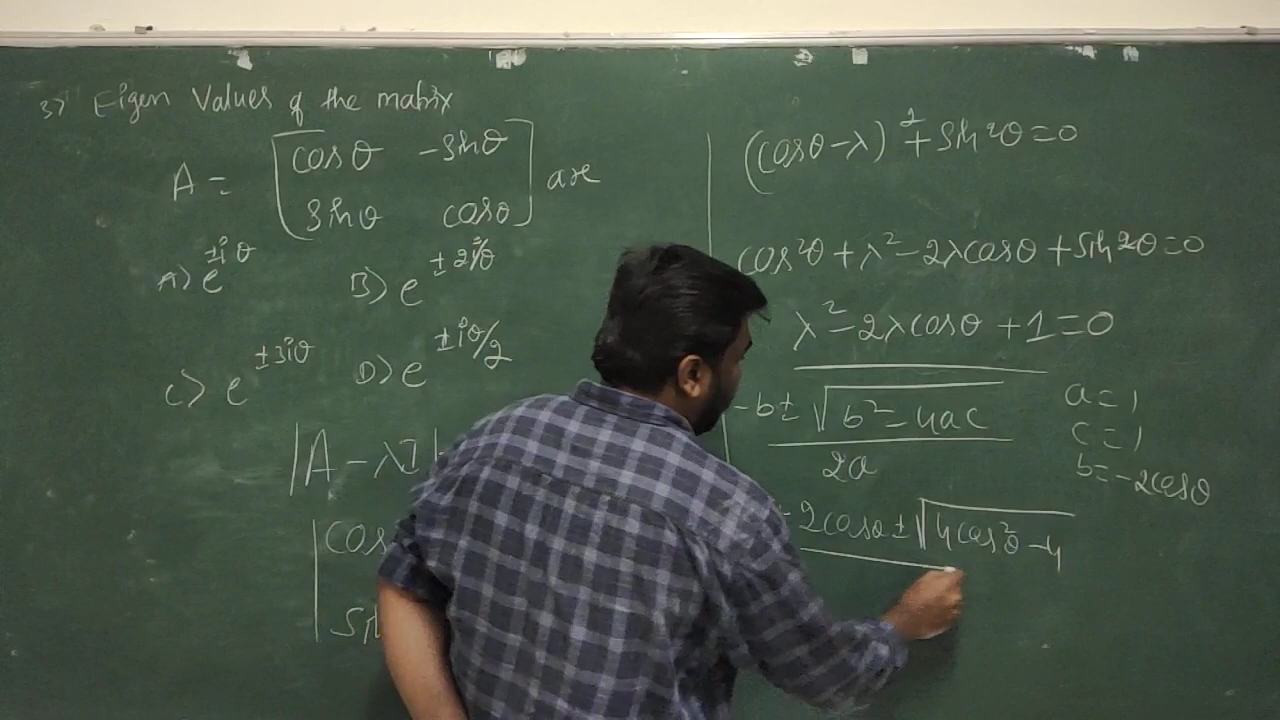 3) Eigen Values of the matrix
A = [cosθ -sinθ
sinθ cosθ] are
A) e^±iθ B) e^±2iθ
C) e^±3iθ D) e^±iθ/2
|A - λI|
cos
sin
(cosθ - λ)² + sin²θ = 0
cos²θ + λ² - 2λcosθ + sin²θ = 0
λ² - 2λcosθ + 1 = 0
-b ± √b² - 4ac
2a
a = 1
c = 1
b = -2cosθ
- 2cosθ ± √4cos²θ - 4